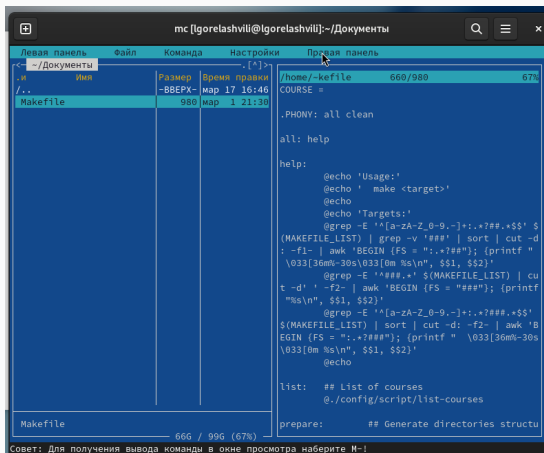 mc [lgorelashvili@lgorelashvili]:~/Документы
Левая панель Файл Команда Настройки Правая панель
<- ~/Документы .[^]>
.и Имя Размер Время правки
/.. -ВВЕРХ- мар 17 16:46
Makefile 980 мар 1 21:30
Makefile
66G / 99G (67%)
/home/~kefile 660/980 67%
COURSE =
.PHONY: all clean
all: help
help:
@echo 'Usage:'
@echo ' make <target>'
@echo
@echo 'Targets:'
@grep -E '^[a-zA-Z_0-9.-]+:.*?##.*$$' $
(MAKEFILE_LIST) | grep -v '###' | sort | cut -d
: -f1- | awk 'BEGIN {FS = ":.*?##"}; {printf "
\033[36m%-30s\033[0m %s\n", $$1, $$2}'
@grep -E '^###.*' $(MAKEFILE_LIST) | cu
t -d' ' -f2- | awk 'BEGIN {FS = "###"}; {printf
"%s\n", $$1, $$2}'
@grep -E '^[a-zA-Z_0-9.-]+:.*?###.*$$'
$(MAKEFILE_LIST) | sort | cut -d: -f2- | awk 'B
EGIN {FS = ":.*?###"}; {printf " \033[36m%-30s
\033[0m %s\n", $$1, $$2}'
@echo
list: ## List of courses
@./config/script/list-courses
prepare: ## Generate directories structu
Совет: Для получения вывода команды в окне просмотра наберите M-!